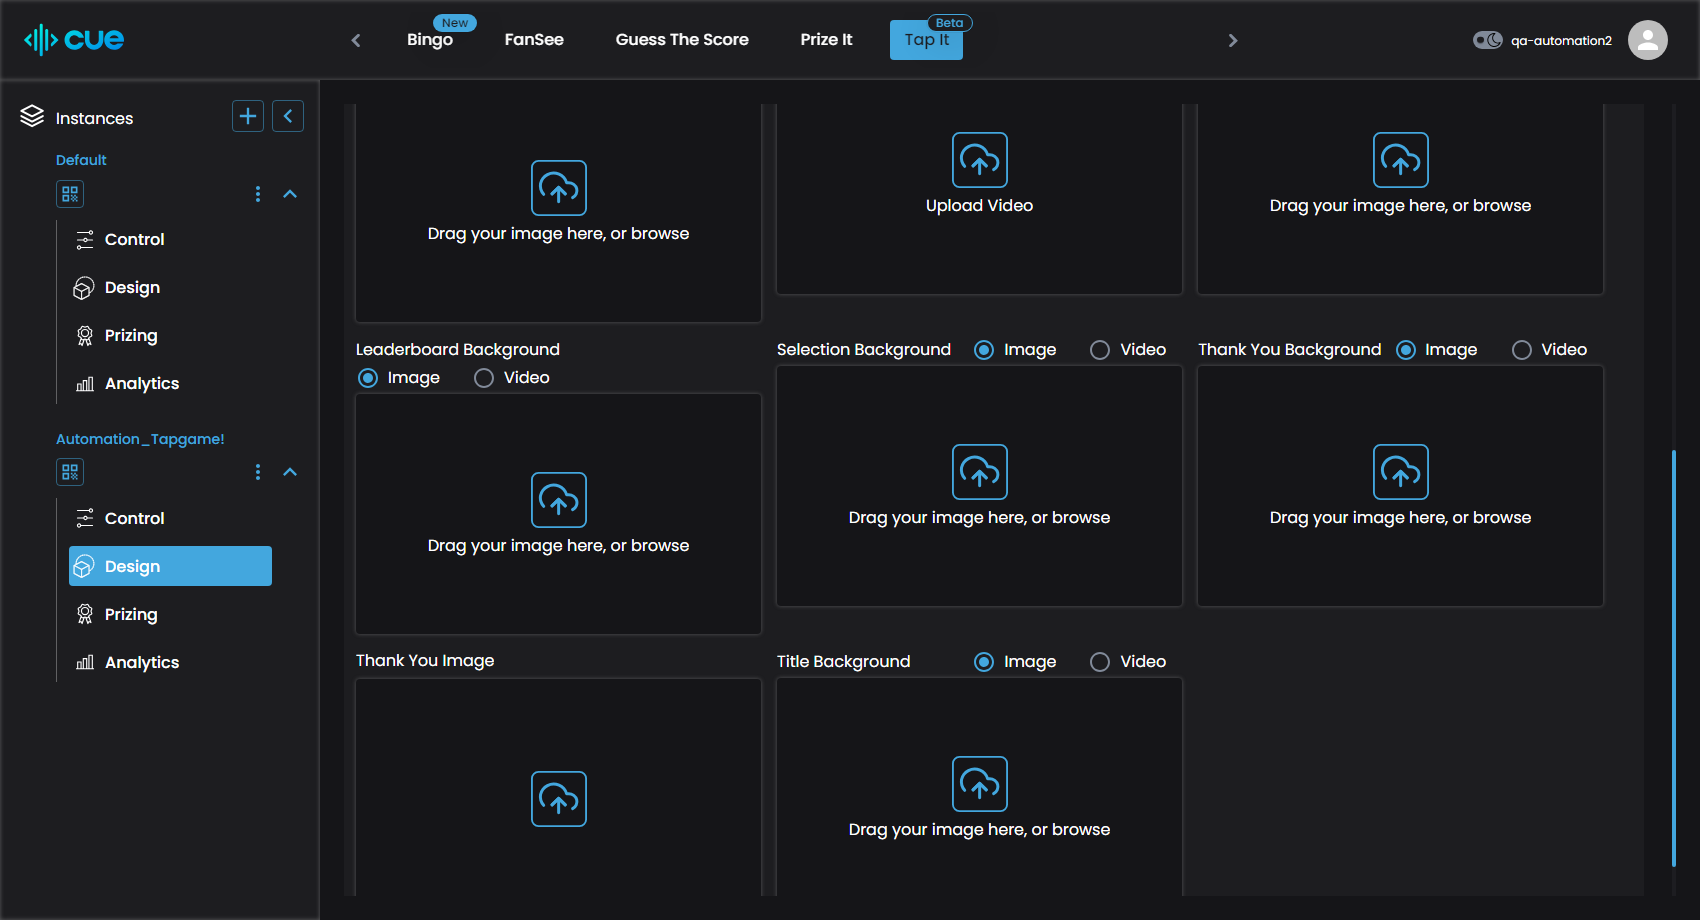 cue
New
Bingo
FanSee
Guess The Score
Prize It
Beta
Tap It
qa-automation2
Instances
Default
Control
Design
Prizing
Analytics
Automation_Tapgame!
Control
Design
Prizing
Analytics
Drag your image here, or browse
Upload Video
Drag your image here, or browse
Leaderboard Background
Image Video
Drag your image here, or browse
Selection Background Image Video
Drag your image here, or browse
Thank You Background Image Video
Drag your image here, or browse
Thank You Image
Title Background Image Video
Drag your image here, or browse